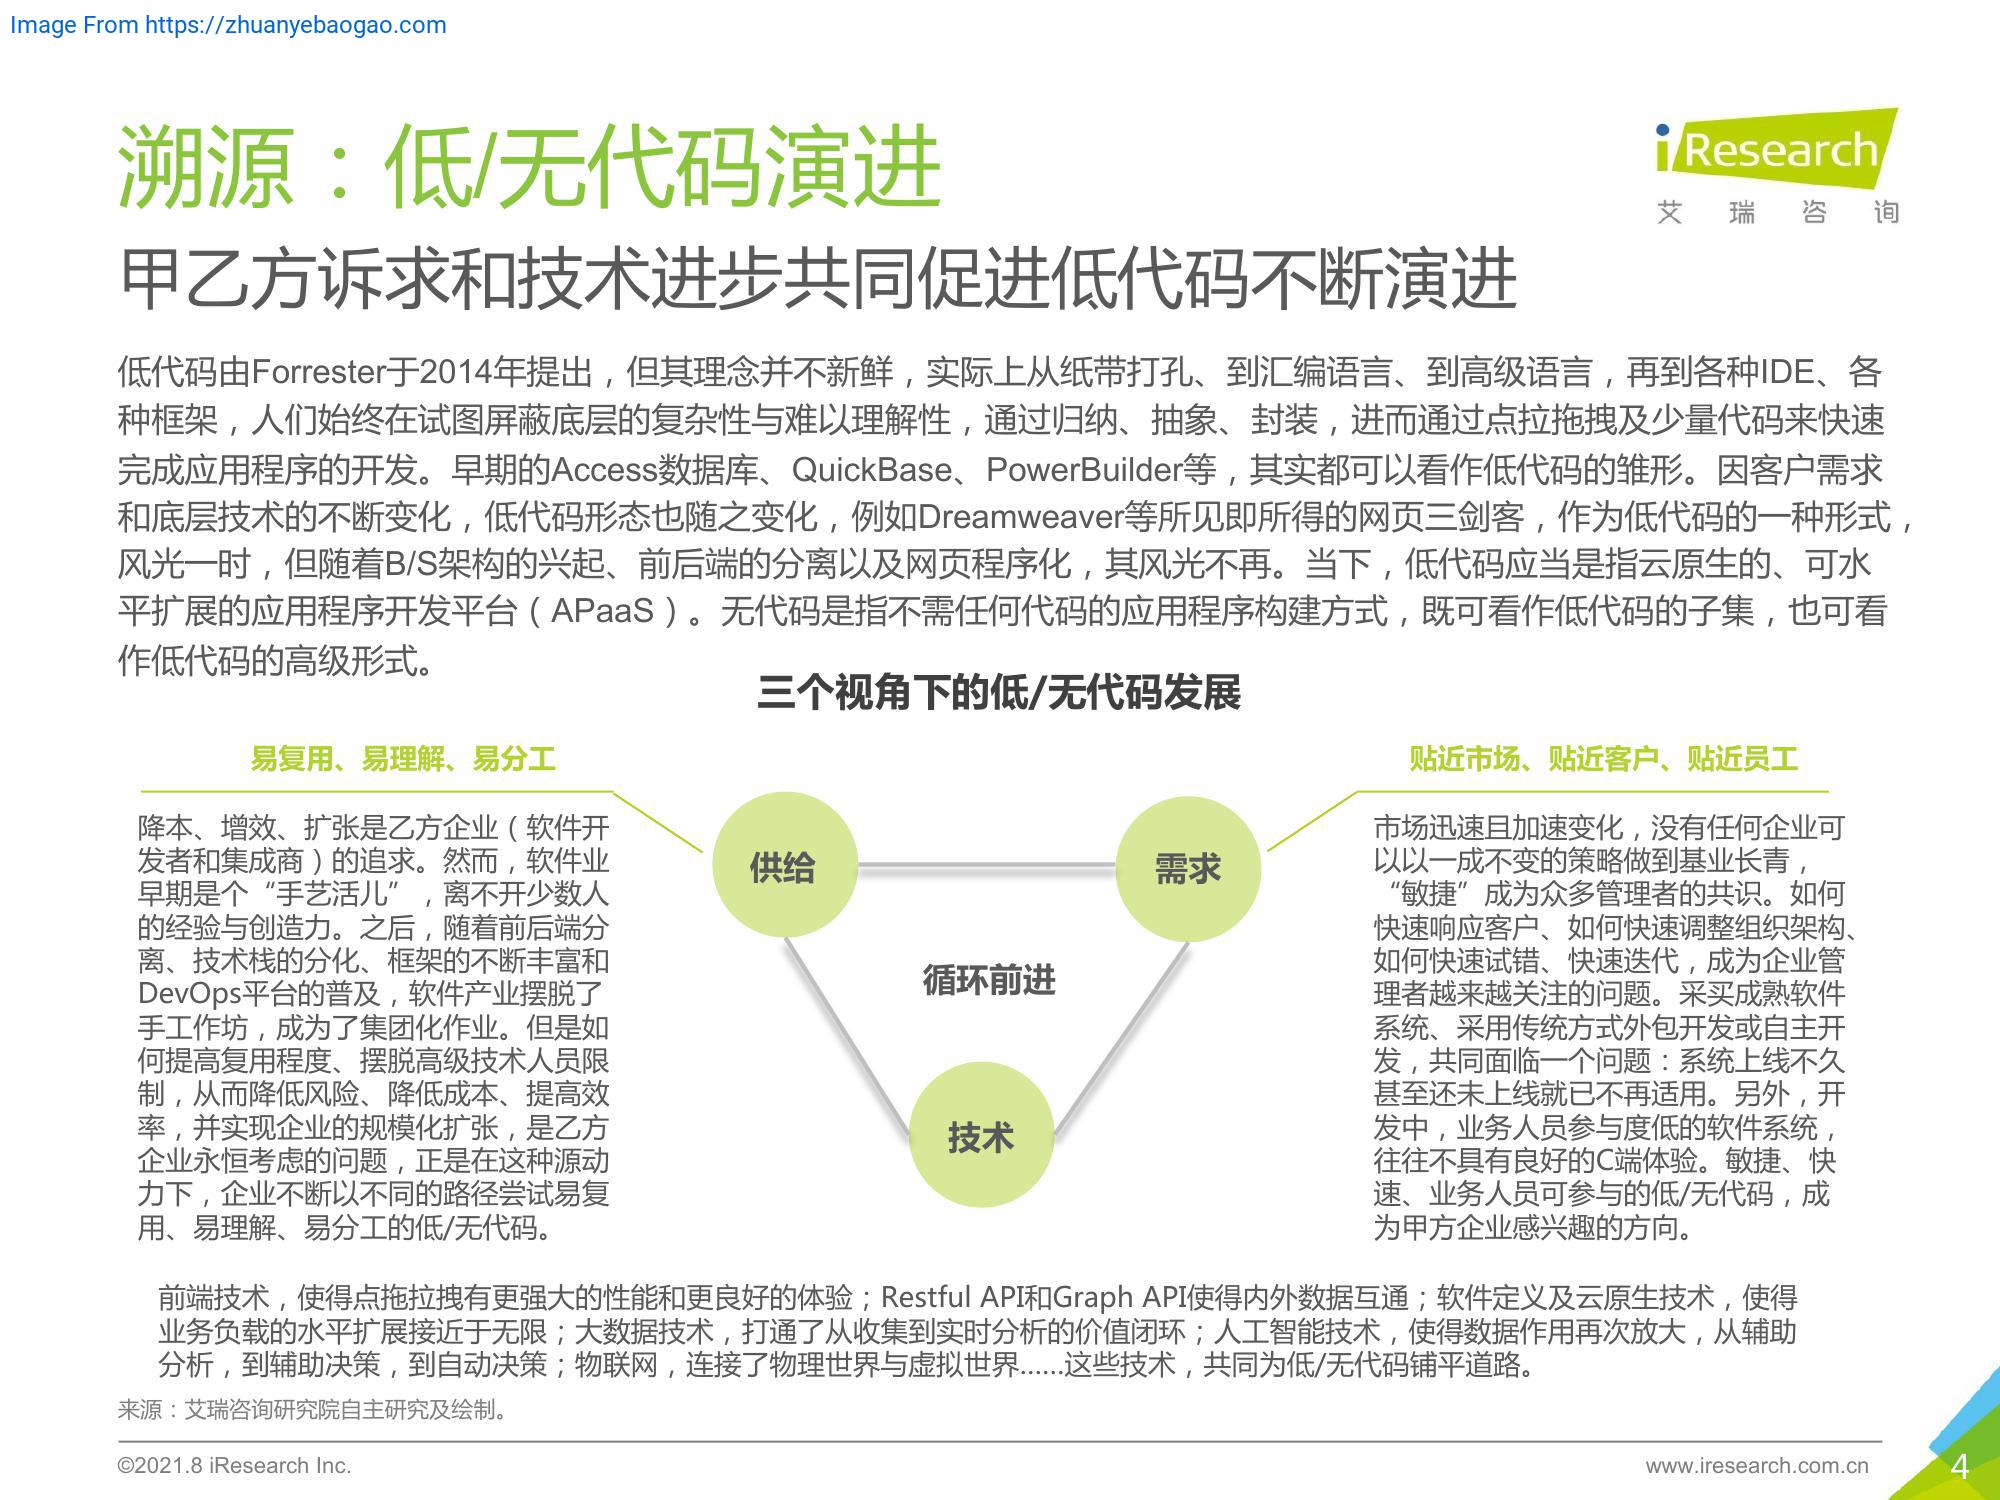 Image From https://zhuanyebaogao.com
溯源：低/无代码演进
iResearch
艾瑞咨询
甲乙方诉求和技术进步共同促进低代码不断演进
低代码由Forrester于2014年提出，但其理念并不新鲜，实际上从纸带打孔、到汇编语言、到高级语言，再到各种IDE、各
种框架，人们始终在试图屏蔽底层的复杂性与难以理解性，通过归纳、抽象、封装，进而通过点拉拖拽及少量代码来快速
完成应用程序的开发。早期的Access数据库、QuickBase、PowerBuilder等，其实都可以看作低代码的雏形。因客户需求
和底层技术的不断变化，低代码形态也随之变化，例如Dreamweaver等所见即所得的网页三剑客，作为低代码的一种形式，
风光一时，但随着B/S架构的兴起、前后端的分离以及网页程序化，其风光不再。当下，低代码应当是指云原生的、可水
平扩展的应用程序开发平台（APaaS）。无代码是指不需任何代码的应用程序构建方式，既可看作低代码的子集，也可看
作低代码的高级形式。
三个视角下的低/无代码发展
易复用、易理解、易分工
降本、增效、扩张是乙方企业（软件开
发者和集成商）的追求。然而，软件业
早期是个“手艺活儿”，离不开少数人
的经验与创造力。之后，随着前后端分
离、技术栈的分化、框架的不断丰富和
DevOps平台的普及，软件产业摆脱了
手工作坊，成为了集团化作业。但是如
何提高复用程度、摆脱高级技术人员限
制，从而降低风险、降低成本、提高效
率，并实现企业的规模化扩张，是乙方
企业永恒考虑的问题，正是在这种源动
力下，企业不断以不同的路径尝试易复
用、易理解、易分工的低/无代码。
供给
需求
循环前进
技术
贴近市场、贴近客户、贴近员工
市场迅速且加速变化，没有任何企业可
以以一成不变的策略做到基业长青，
“敏捷”成为众多管理者的共识。如何
快速响应客户、如何快速调整组织架构、
如何快速试错、快速迭代，成为企业管
理者越来越关注的问题。采买成熟软件
系统、采用传统方式外包开发或自主开
发，共同面临一个问题：系统上线不久
甚至还未上线就已不再适用。另外，开
发中，业务人员参与度低的软件系统，
往往不具有良好的C端体验。敏捷、快
速、业务人员可参与的低/无代码，成
为甲方企业感兴趣的方向。
前端技术，使得点拖拉拽有更强大的性能和更良好的体验；Restful API和Graph API使得内外数据互通；软件定义及云原生技术，使得
业务负载的水平扩展接近于无限；大数据技术，打通了从收集到实时分析的价值闭环；人工智能技术，使得数据作用再次放大，从辅助
分析，到辅助决策，到自动决策；物联网，连接了物理世界与虚拟世界......这些技术，共同为低/无代码铺平道路。
来源：艾瑞咨询研究院自主研究及绘制。
©2021.8 iResearch Inc.
www.iresearch.com.cn
4